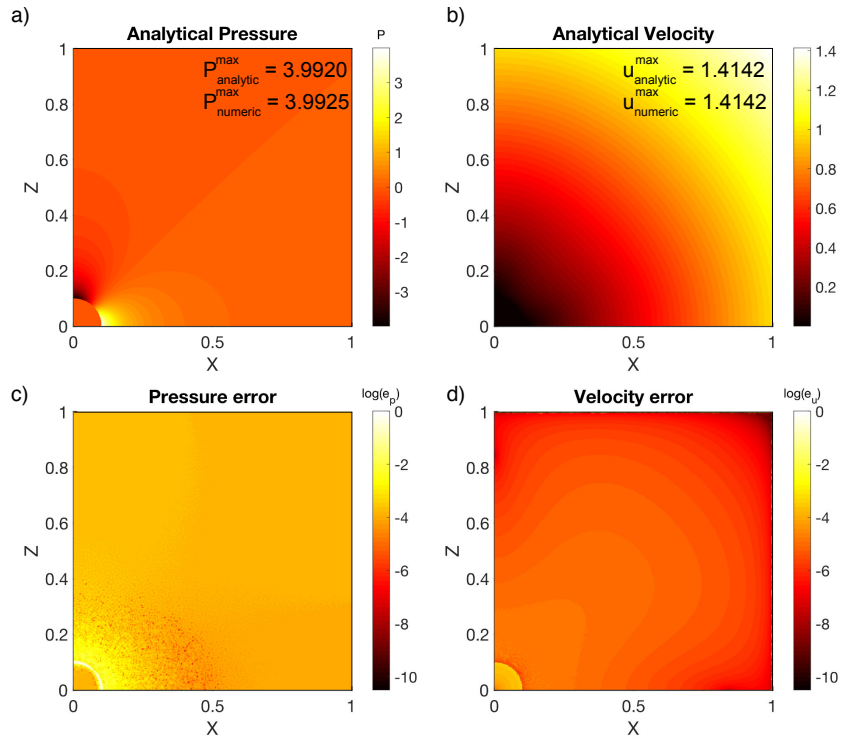 a)
Analytical Pressure
P
P^max_analytic = 3.9920
P^max_numeric = 3.9925
1
0.8
0.6
0.4
0.2
0
Z
0
0.5
1
X
3
2
1
0
-1
-2
-3
b)
Analytical Velocity
u^max_analytic = 1.4142
u^max_numeric = 1.4142
1
0.8
0.6
0.4
0.2
0
Z
0
0.5
1
X
1.4
1.2
1
0.8
0.6
0.4
0.2
c)
Pressure error
log(e_p)
1
0.8
0.6
0.4
0.2
0
Z
0
0.5
1
X
0
-2
-4
-6
-8
-10
d)
Velocity error
log(e_u)
1
0.8
0.6
0.4
0.2
0
Z
0
0.5
1
X
0
-2
-4
-6
-8
-10